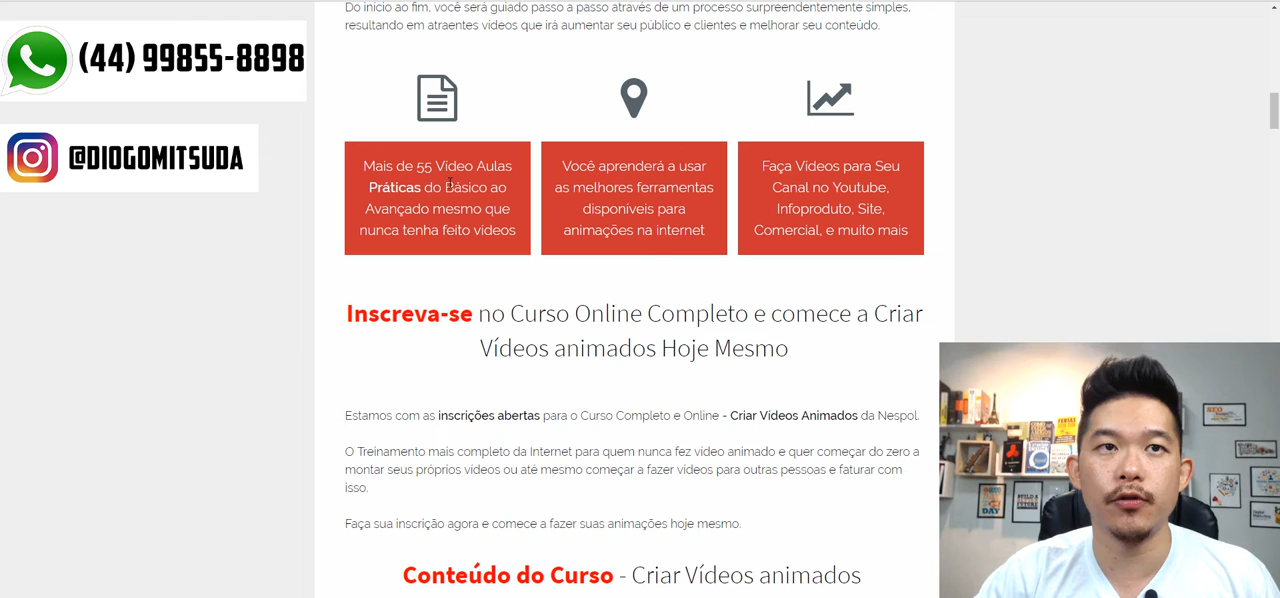 Do início ao fim, você será guiado passo a passo através de um processo surpreendentemente simples,
resultando em atraentes vídeos que irá aumentar seu público e clientes e melhorar seu conteúdo.
(44) 99855-8898
@DIOGOMITSUDA
Mais de 55 Vídeo Aulas
Práticas do Básico ao
Avançado mesmo que
nunca tenha feito vídeos
Você aprenderá a usar
as melhores ferramentas
disponíveis para
animações na internet
Faça Vídeos para Seu
Canal no Youtube,
Infoproduto, Site,
Comercial, e muito mais
Inscreva-se no Curso Online Completo e comece a Criar
Vídeos animados Hoje Mesmo
Estamos com as inscrições abertas para o Curso Completo e Online - Criar Vídeos Animados da Nespol.
O Treinamento mais completo da Internet para quem nunca fez vídeo animado e quer começar do zero a
montar seus próprios vídeos ou até mesmo começar a fazer vídeos para outras pessoas e faturar com
isso.
Faça sua inscrição agora e comece a fazer suas animações hoje mesmo.
Conteúdo do Curso - Criar Vídeos animados
SEO
DAY
BUILD A
FUTURE